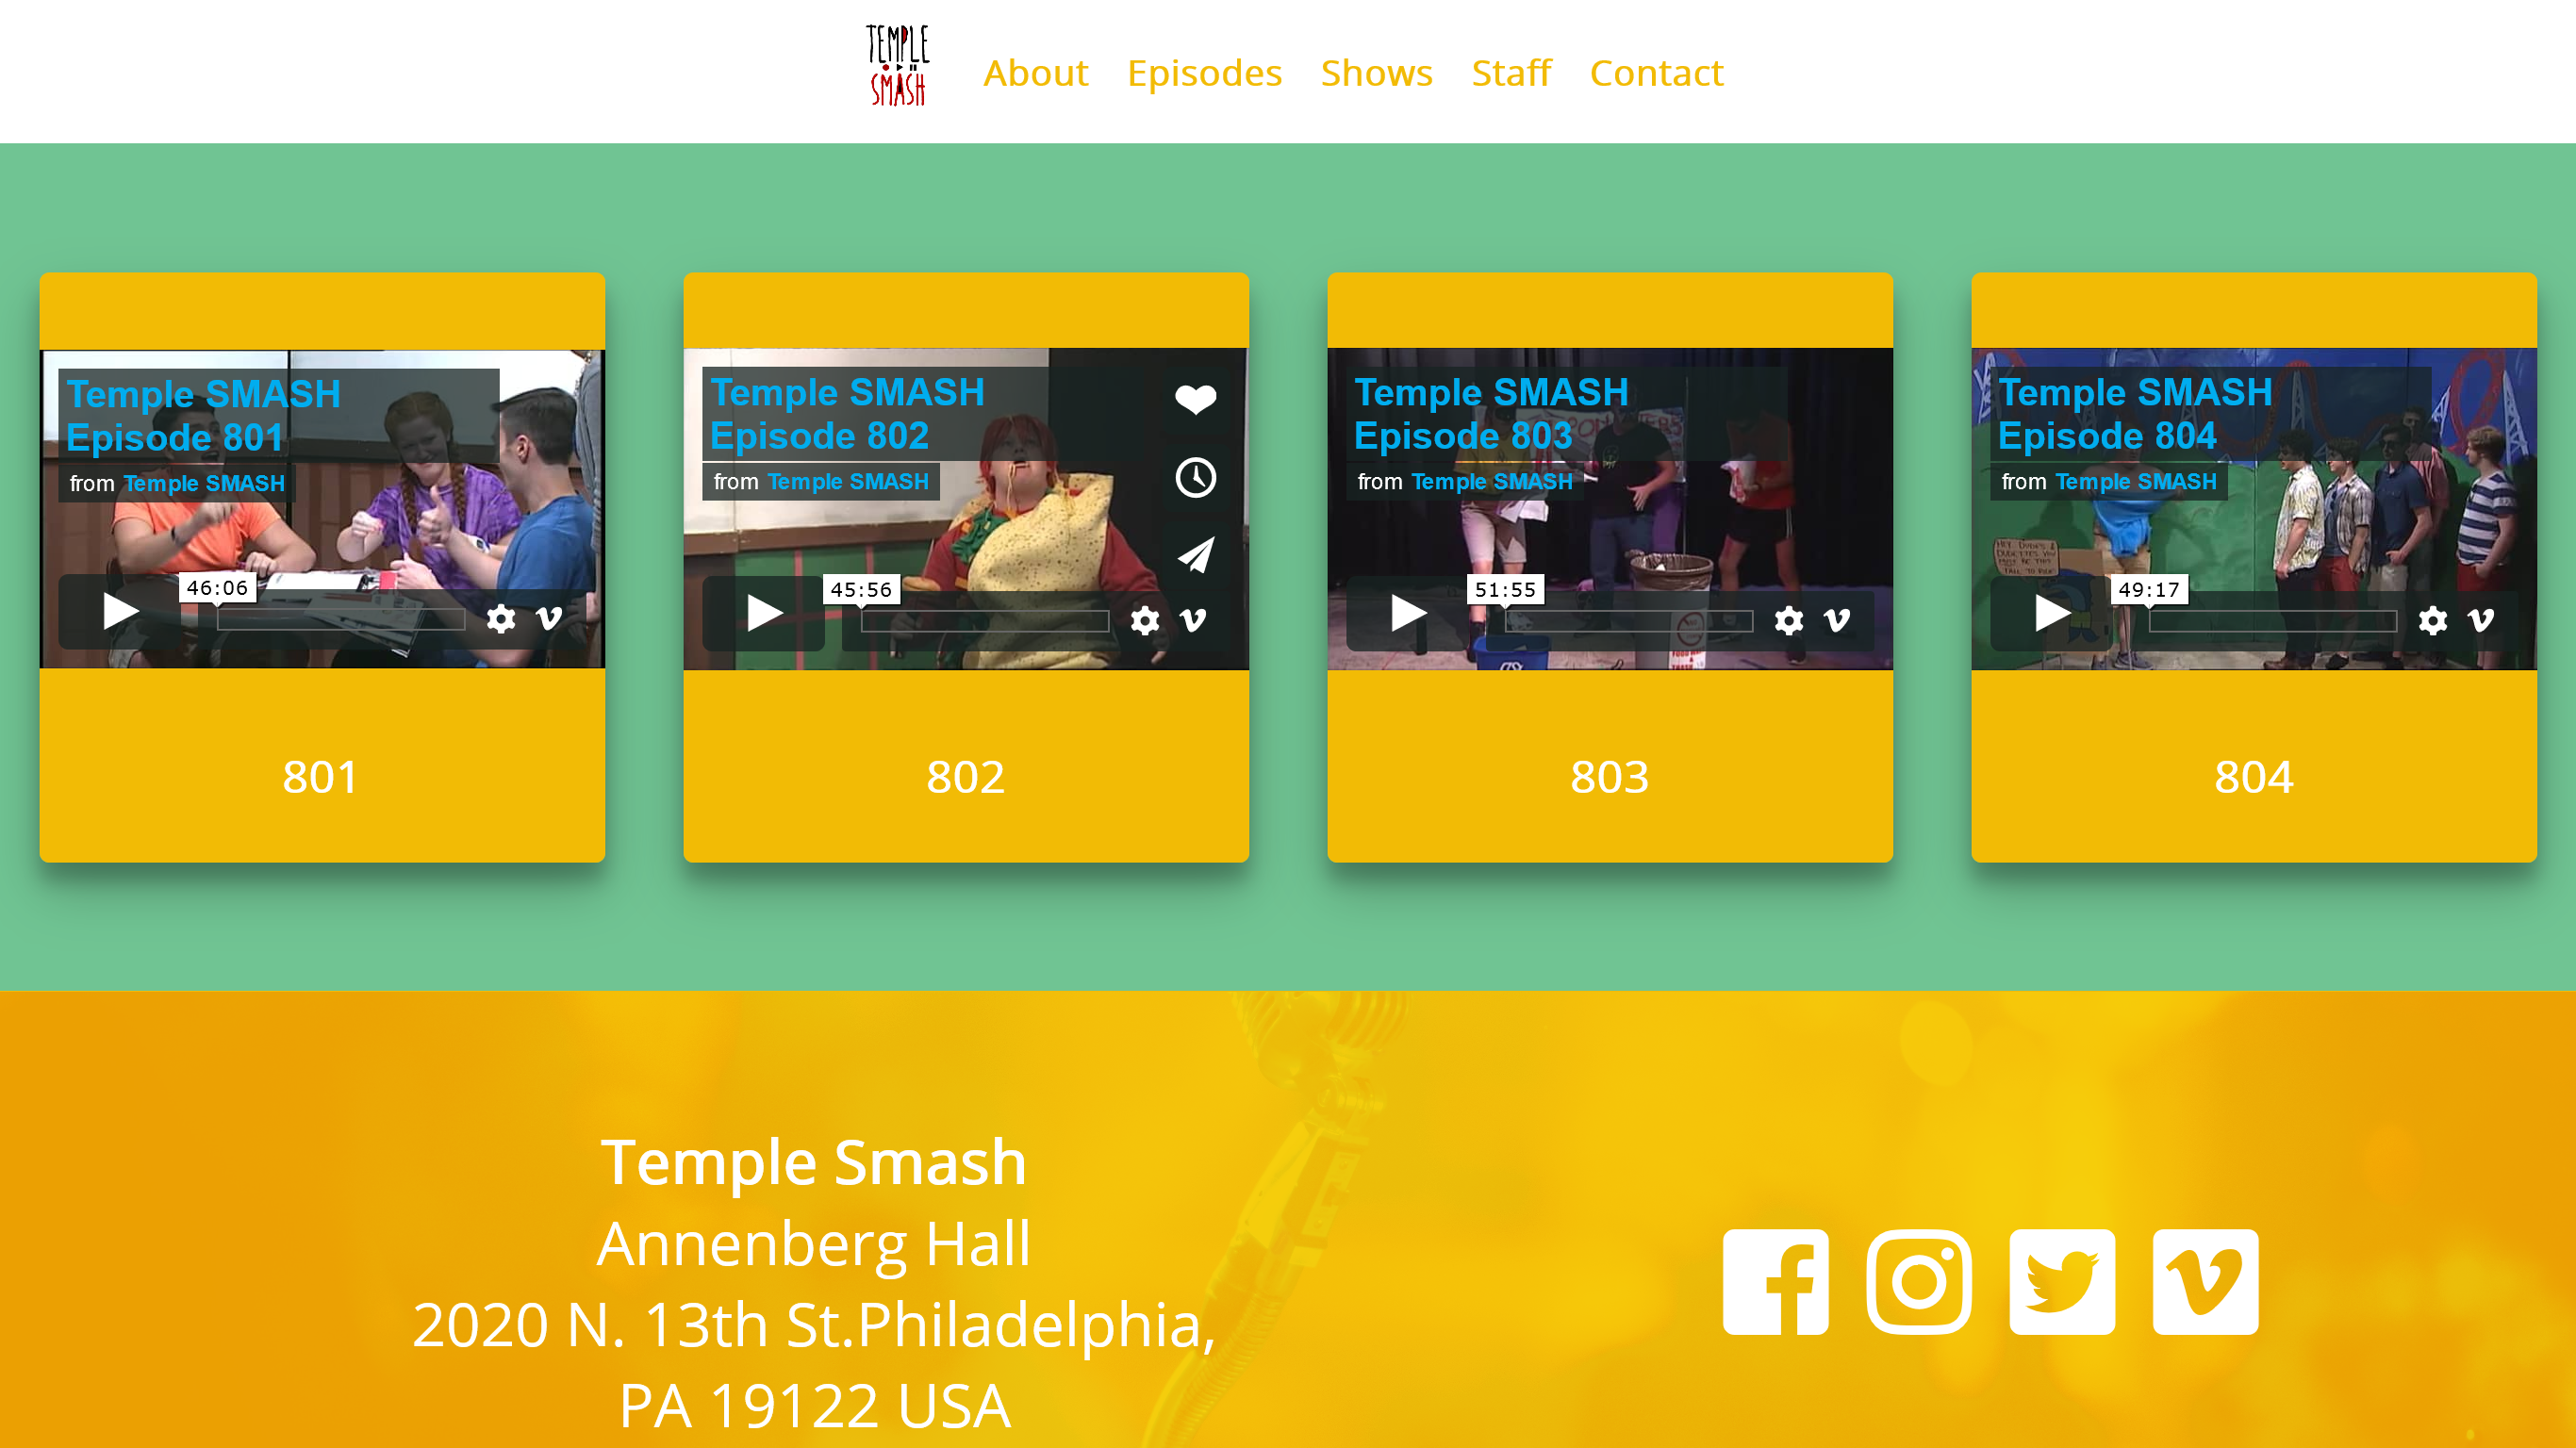 TEMPLE
SMASH
About Episodes Shows Staff Contact
Temple SMASH
Episode 801
from Temple SMASH
46:06
801
Temple SMASH
Episode 802
from Temple SMASH
45:56
802
Temple SMASH
Episode 803
from Temple SMASH
51:55
803
Temple SMASH
Episode 804
from Temple SMASH
49:17
804
Temple Smash
Annenberg Hall
2020 N. 13th St.Philadelphia,
PA 19122 USA